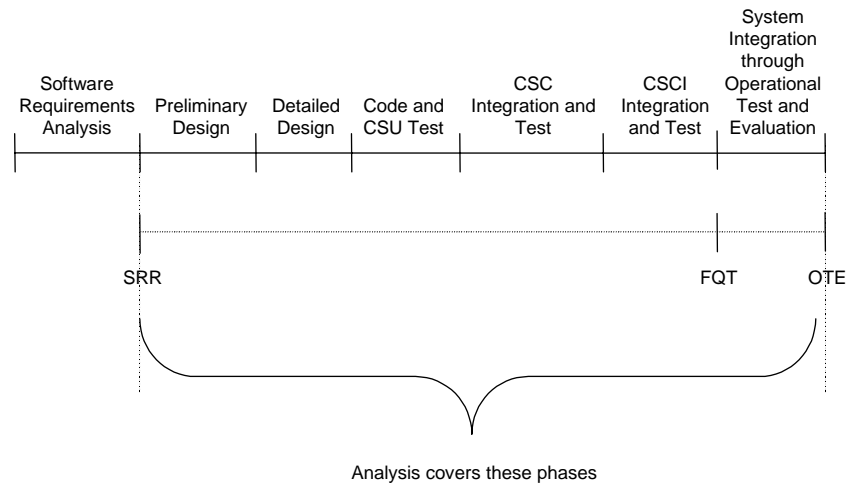 Software
Requirements
Analysis
Preliminary
Design
Detailed
Design
Code and
CSU Test
CSC
Integration and
Test
CSCI
Integration
and Test
System
Integration
through
Operational
Test and
Evaluation
SRR
FQT
OTE
Analysis covers these phases